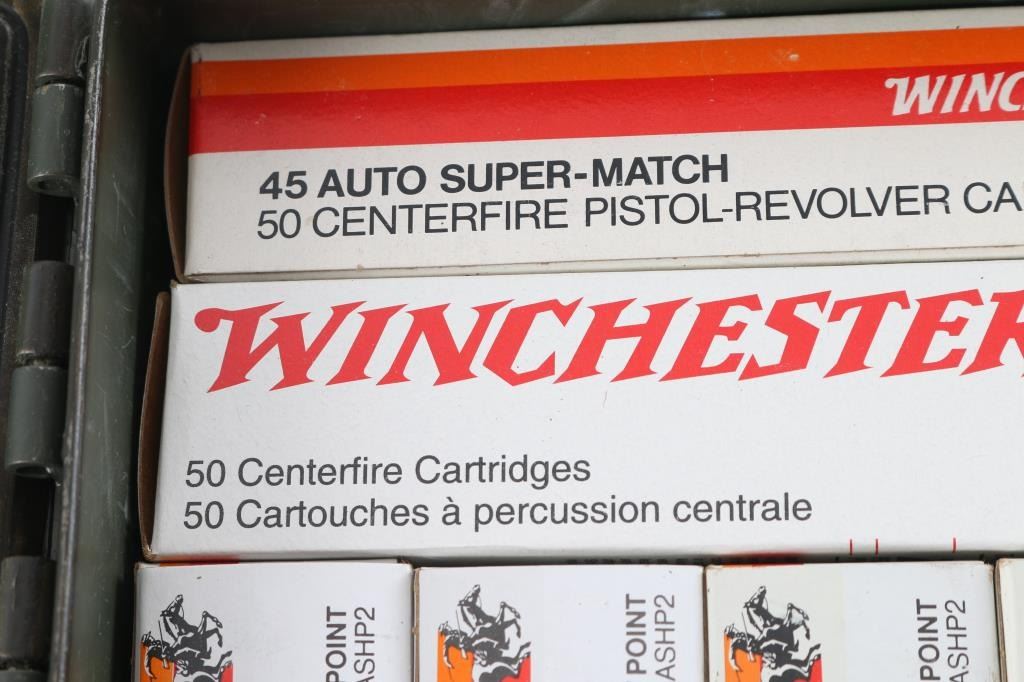 WINC
45 AUTO SUPER-MATCH
50 CENTERFIRE PISTOL-REVOLVER CA
WINCHESTER
50 Centerfire Cartridges
50 Cartouches à percussion centrale
POINT
ASHP2
POINT
ASHP2
POINT
ASHP2